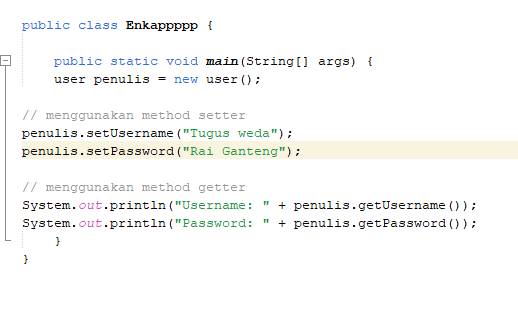 public class Enkappppp {
public static void main(String[] args) {
user penulis = new user();
// menggunakan method setter
penulis.setUsername("Tugus weda");
penulis.setPassword("Rai Ganteng");
// menggunakan method getter
System.out.println("Username: " + penulis.getUsername());
System.out.println("Password: " + penulis.getPassword());
}
}